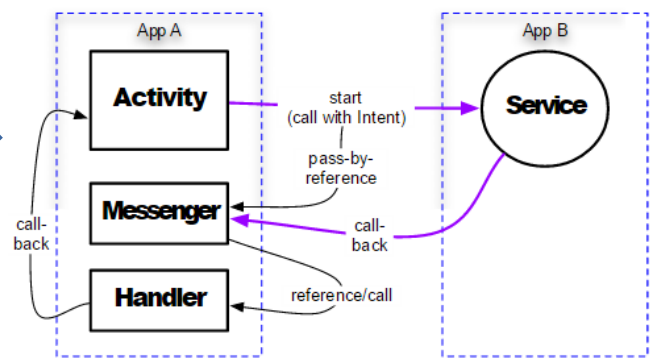 App A
App B
Activity
start
(call with Intent)
Service
pass-by-
reference
Messenger
call-
back
call-
back
Handler
reference/call